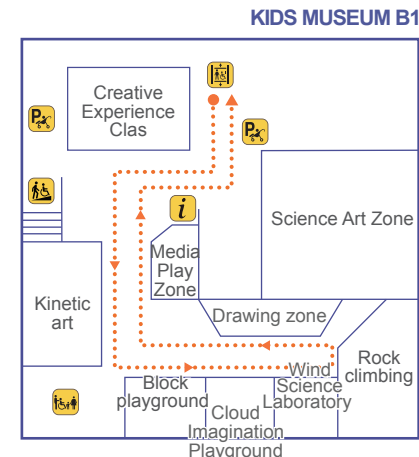 KIDS MUSEUM B1
Creative
Experience
Clas
P
P
i
Science Art Zone
Media
Play
Zone
Kinetic
art
Drawing zone
Rock
climbing
Wind
Science
Laboratory
Block
playground
Cloud
Imagination
Playground